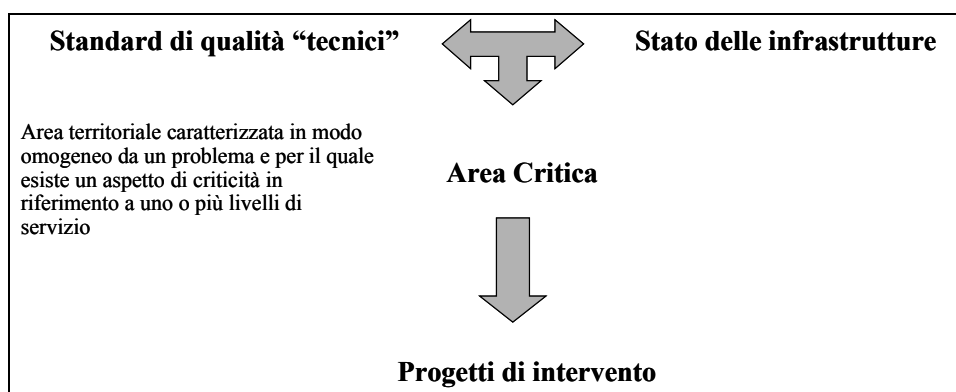 Standard di qualità “tecnici”
Stato delle infrastrutture
Area territoriale caratterizzata in modo
omogeneo da un problema e per il quale
esiste un aspetto di criticità in
riferimento a uno o più livelli di
servizio
Area Critica
Progetti di intervento